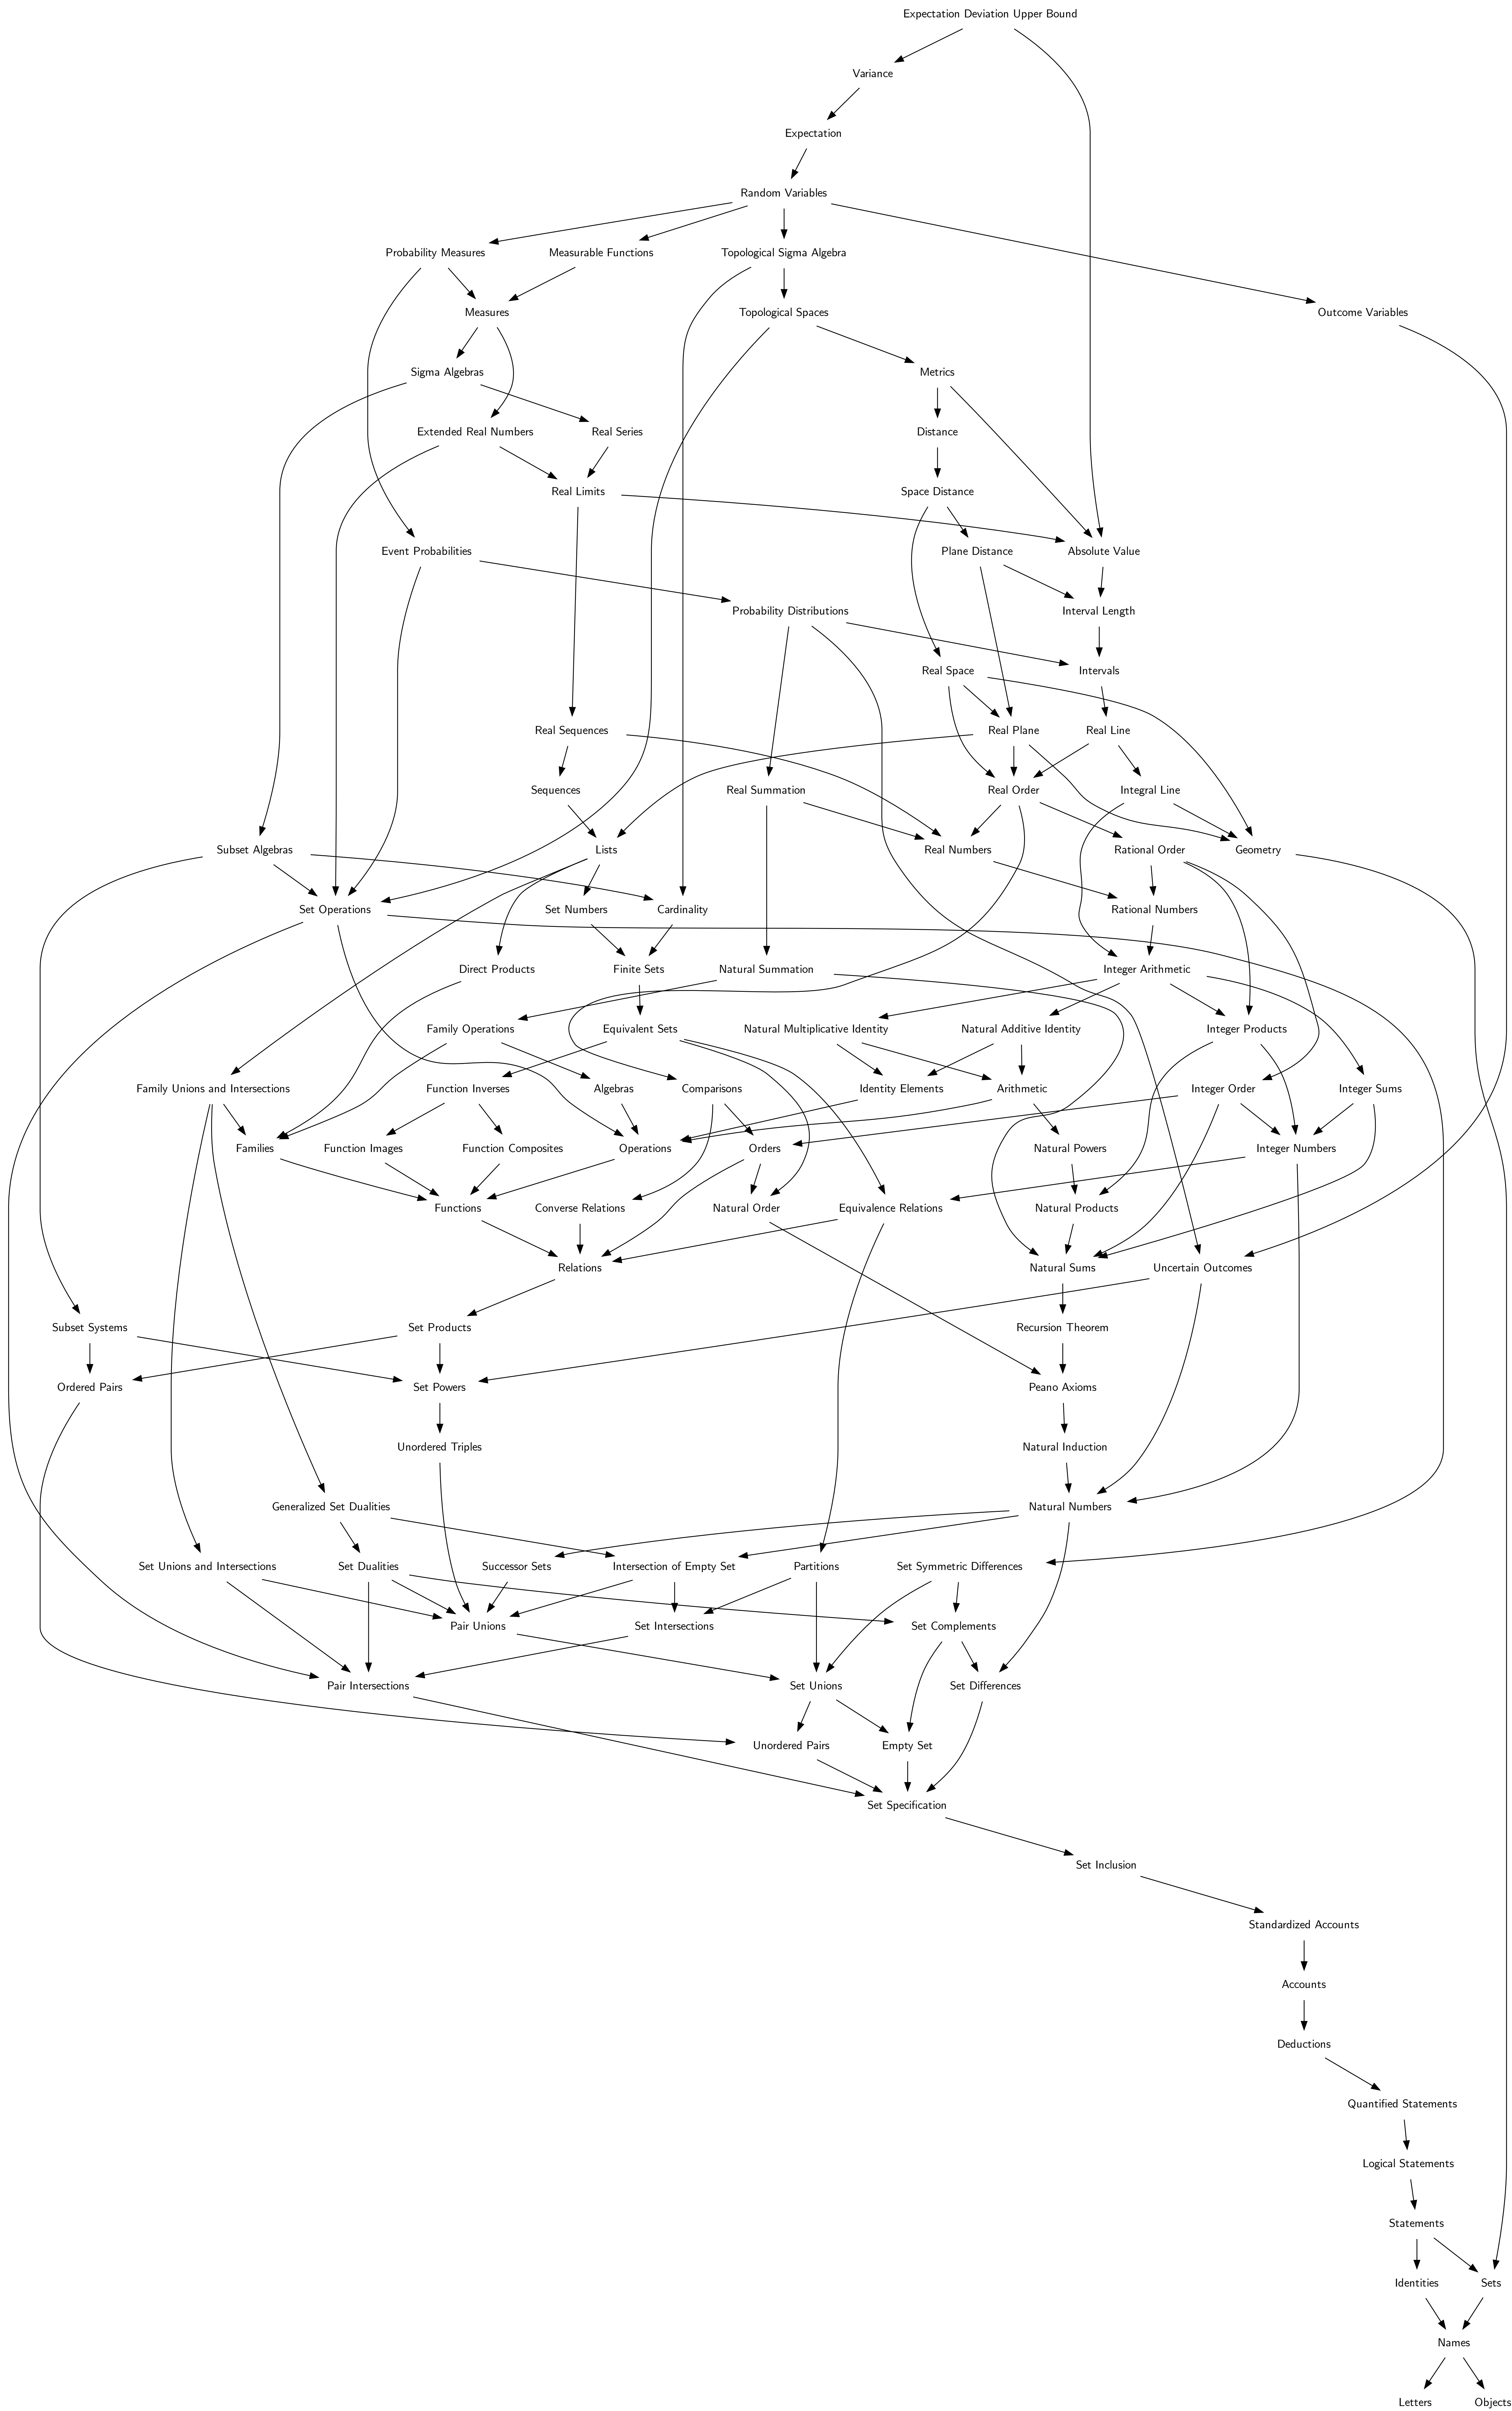 Expectation Deviation Upper Bound
Variance
Expectation
Random Variables
Probability Measures
Measurable Functions
Topological Sigma Algebra
Measures
Topological Spaces
Outcome Variables
Sigma Algebras
Metrics
Extended Real Numbers
Real Series
Distance
Real Limits
Space Distance
Event Probabilities
Plane Distance
Absolute Value
Probability Distributions
Interval Length
Real Space
Intervals
Real Sequences
Real Plane
Real Line
Sequences
Real Summation
Real Order
Integral Line
Subset Algebras
Lists
Real Numbers
Rational Order
Geometry
Set Operations
Set Numbers
Cardinality
Rational Numbers
Direct Products
Finite Sets
Natural Summation
Integer Arithmetic
Family Operations
Equivalent Sets
Natural Multiplicative Identity
Natural Additive Identity
Integer Products
Family Unions and Intersections
Function Inverses
Algebras
Comparisons
Identity Elements
Arithmetic
Integer Order
Integer Sums
Families
Function Images
Function Composites
Operations
Orders
Natural Powers
Integer Numbers
Functions
Converse Relations
Natural Order
Equivalence Relations
Natural Products
Relations
Natural Sums
Uncertain Outcomes
Subset Systems
Set Products
Recursion Theorem
Ordered Pairs
Set Powers
Peano Axioms
Unordered Triples
Natural Induction
Generalized Set Dualities
Natural Numbers
Set Unions and Intersections
Set Dualities
Successor Sets
Intersection of Empty Set
Partitions
Set Symmetric Differences
Pair Unions
Set Intersections
Set Complements
Pair Intersections
Set Unions
Set Differences
Unordered Pairs
Empty Set
Set Specification
Set Inclusion
Standardized Accounts
Accounts
Deductions
Quantified Statements
Logical Statements
Statements
Identities
Sets
Names
Letters
Objects